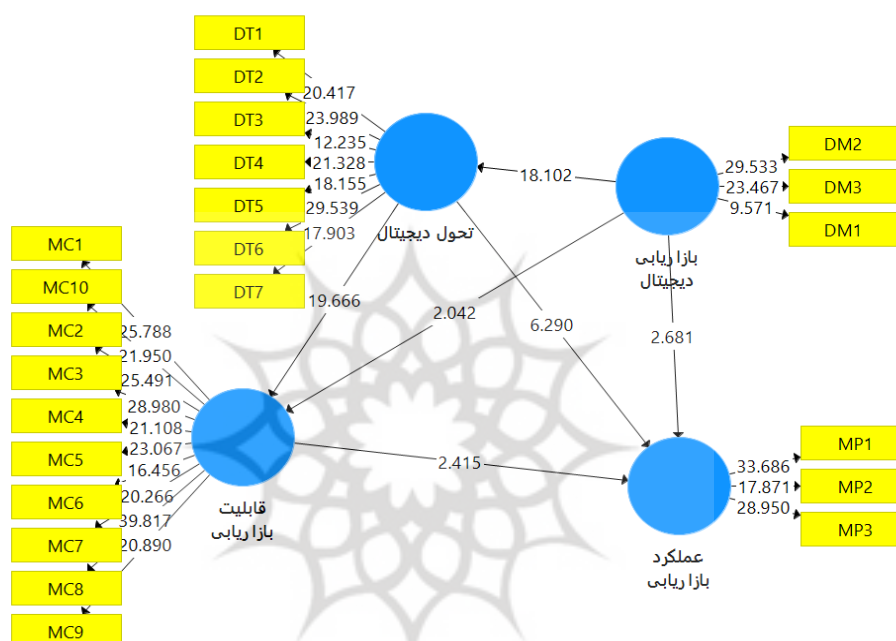 DT1
DT2
DT3
DT4
DT5
DT6
DT7
20.417
23.989
12.235
21.328
18.155
29.539
17.903
تحول دیجیتال
18.102
DM2
DM3
DM1
29.533
23.467
9.571
بازاریابی
دیجیتال
19.666
2.042
6.290
2.681
MC1
MC10
MC2
MC3
MC4
MC5
MC6
MC7
MC8
MC9
25.788
21.950
25.491
28.980
21.108
23.067
16.456
20.266
39.817
20.890
قابلیت
بازاریابی
2.415
MP1
MP2
MP3
33.686
17.871
28.950
عملکرد
بازاریابی